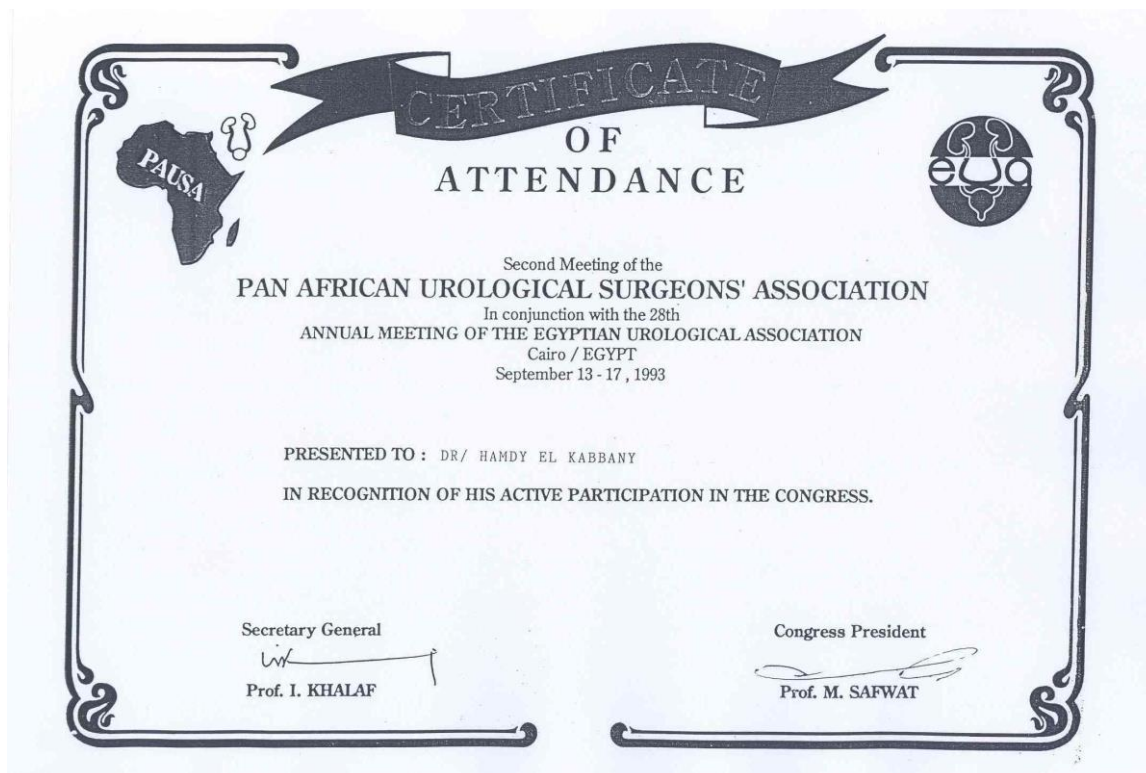 CERTIFICATE
OF
ATTENDANCE
PAUSA
eua
Second Meeting of the
PAN AFRICAN UROLOGICAL SURGEONS' ASSOCIATION
In conjunction with the 28th
ANNUAL MEETING OF THE EGYPTIAN UROLOGICAL ASSOCIATION
Cairo / EGYPT
September 13 - 17 , 1993
PRESENTED TO : DR/ HAMDY EL KABBANY
IN RECOGNITION OF HIS ACTIVE PARTICIPATION IN THE CONGRESS.
Secretary General
Prof. I. KHALAF
Congress President
Prof. M. SAFWAT